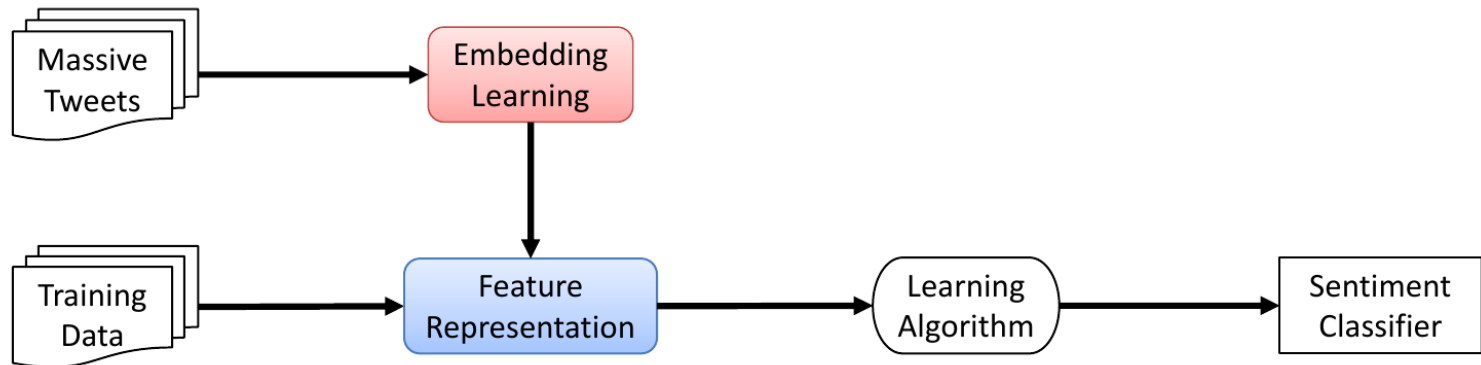 Massive
Tweets
Embedding
Learning
Training
Data
Feature
Representation
Learning
Algorithm
Sentiment
Classifier